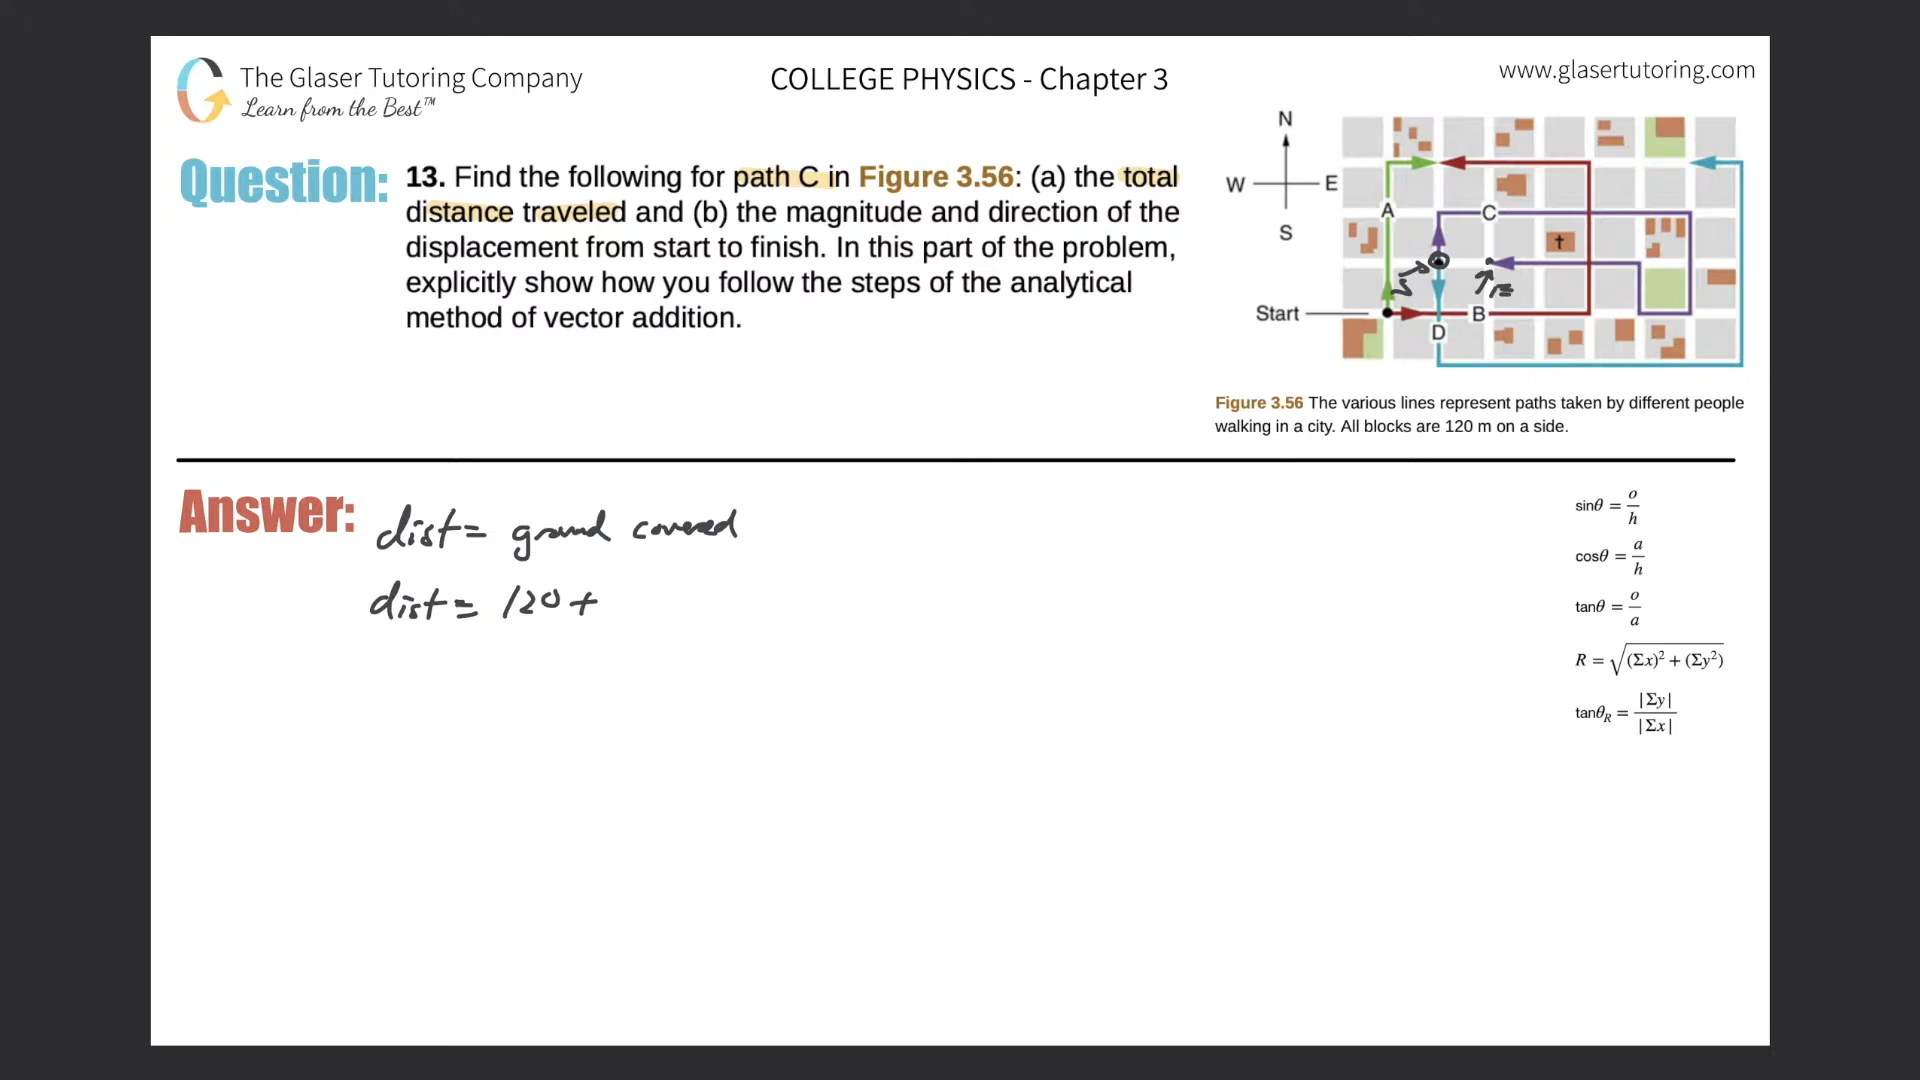 The Glaser Tutoring Company
Learn from the Best™
COLLEGE PHYSICS - Chapter 3
www.glasertutoring.com
Question:
13. Find the following for path C in Figure 3.56: (a) the total
distance traveled and (b) the magnitude and direction of the
displacement from start to finish. In this part of the problem,
explicitly show how you follow the steps of the analytical
method of vector addition.
N
W E
S
A
C
Start
B
D
S
F
Figure 3.56 The various lines represent paths taken by different people
walking in a city. All blocks are 120 m on a side.
Answer:
dist = ground covered
dist = 120 +
sinθ = o/h
cosθ = a/h
tanθ = o/a
R = √(Σx)² + (Σy²)
tanθ_R = |Σy|/|Σx|